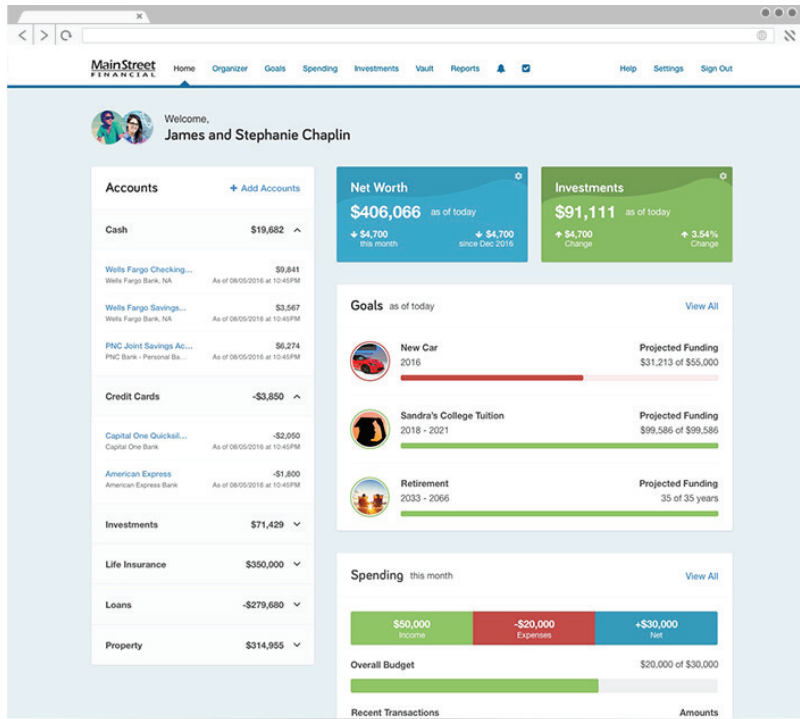 MainStreet
FINANCIAL
Home Organizer Goals Spending Investments Vault Reports Help Settings Sign Out
Welcome,
James and Stephanie Chaplin
Accounts + Add Accounts
Cash $19,682
Wells Fargo Checking... $9,841
Wells Fargo Bank, NA As of 08/05/2016 at 10:45PM
Wells Fargo Savings... $3,567
Wells Fargo Bank, NA As of 08/05/2016 at 10:45PM
PNC Joint Savings Ac... $6,274
PNC Bank - Personal Ba... As of 08/05/2016 at 10:45PM
Credit Cards -$3,850
Capital One Quicksil... -$2,050
Capital One Bank As of 08/05/2016 at 10:45PM
American Express -$1,800
American Express Bank As of 08/05/2016 at 10:45PM
Investments $71,429
Life Insurance $350,000
Loans -$279,680
Property $314,955
Net Worth
$406,066 as of today
$4,700 $4,700
this month since Dec 2016
Investments
$91,111 as of today
$4,700 3.54%
Change Change
Goals as of today View All
New Car Projected Funding
2016 $31,213 of $55,000
Sandra's College Tuition Projected Funding
2018 - 2021 $99,586 of $99,586
Retirement Projected Funding
2033 - 2066 35 of 35 years
Spending this month View All
$50,000 -$20,000 +$30,000
Income Expenses Net
Overall Budget $20,000 of $30,000
Recent Transactions Amounts